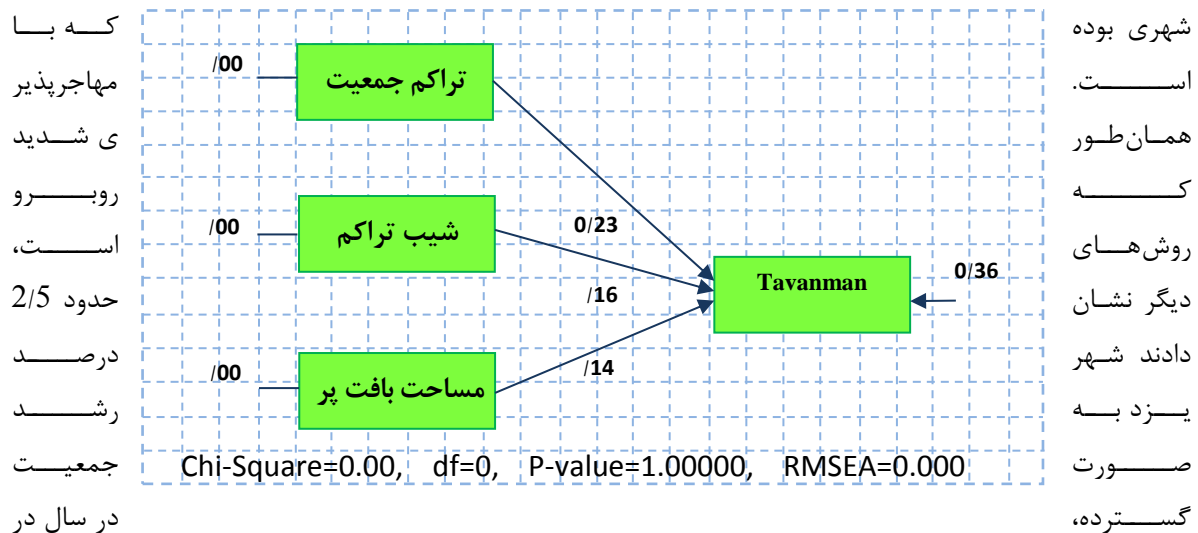 شهری بوده
است.
همان‌طور
که
روش‌های
دیگر نشان
دادند شهر
یزد به
صورت
گسترده،
/00
تراکم جمعیت
/00
شیب تراکم
0/23
/16
Tavanman
0/36
/00
مساحت بافت پر
/14
Chi-Square=0.00, df=0, P-value=1.00000, RMSEA=0.000
که با
مهاجرپذیر
ی شدید
روبرو
است،
حدود 2/5
درصد
رشد
جمعیت
در سال در